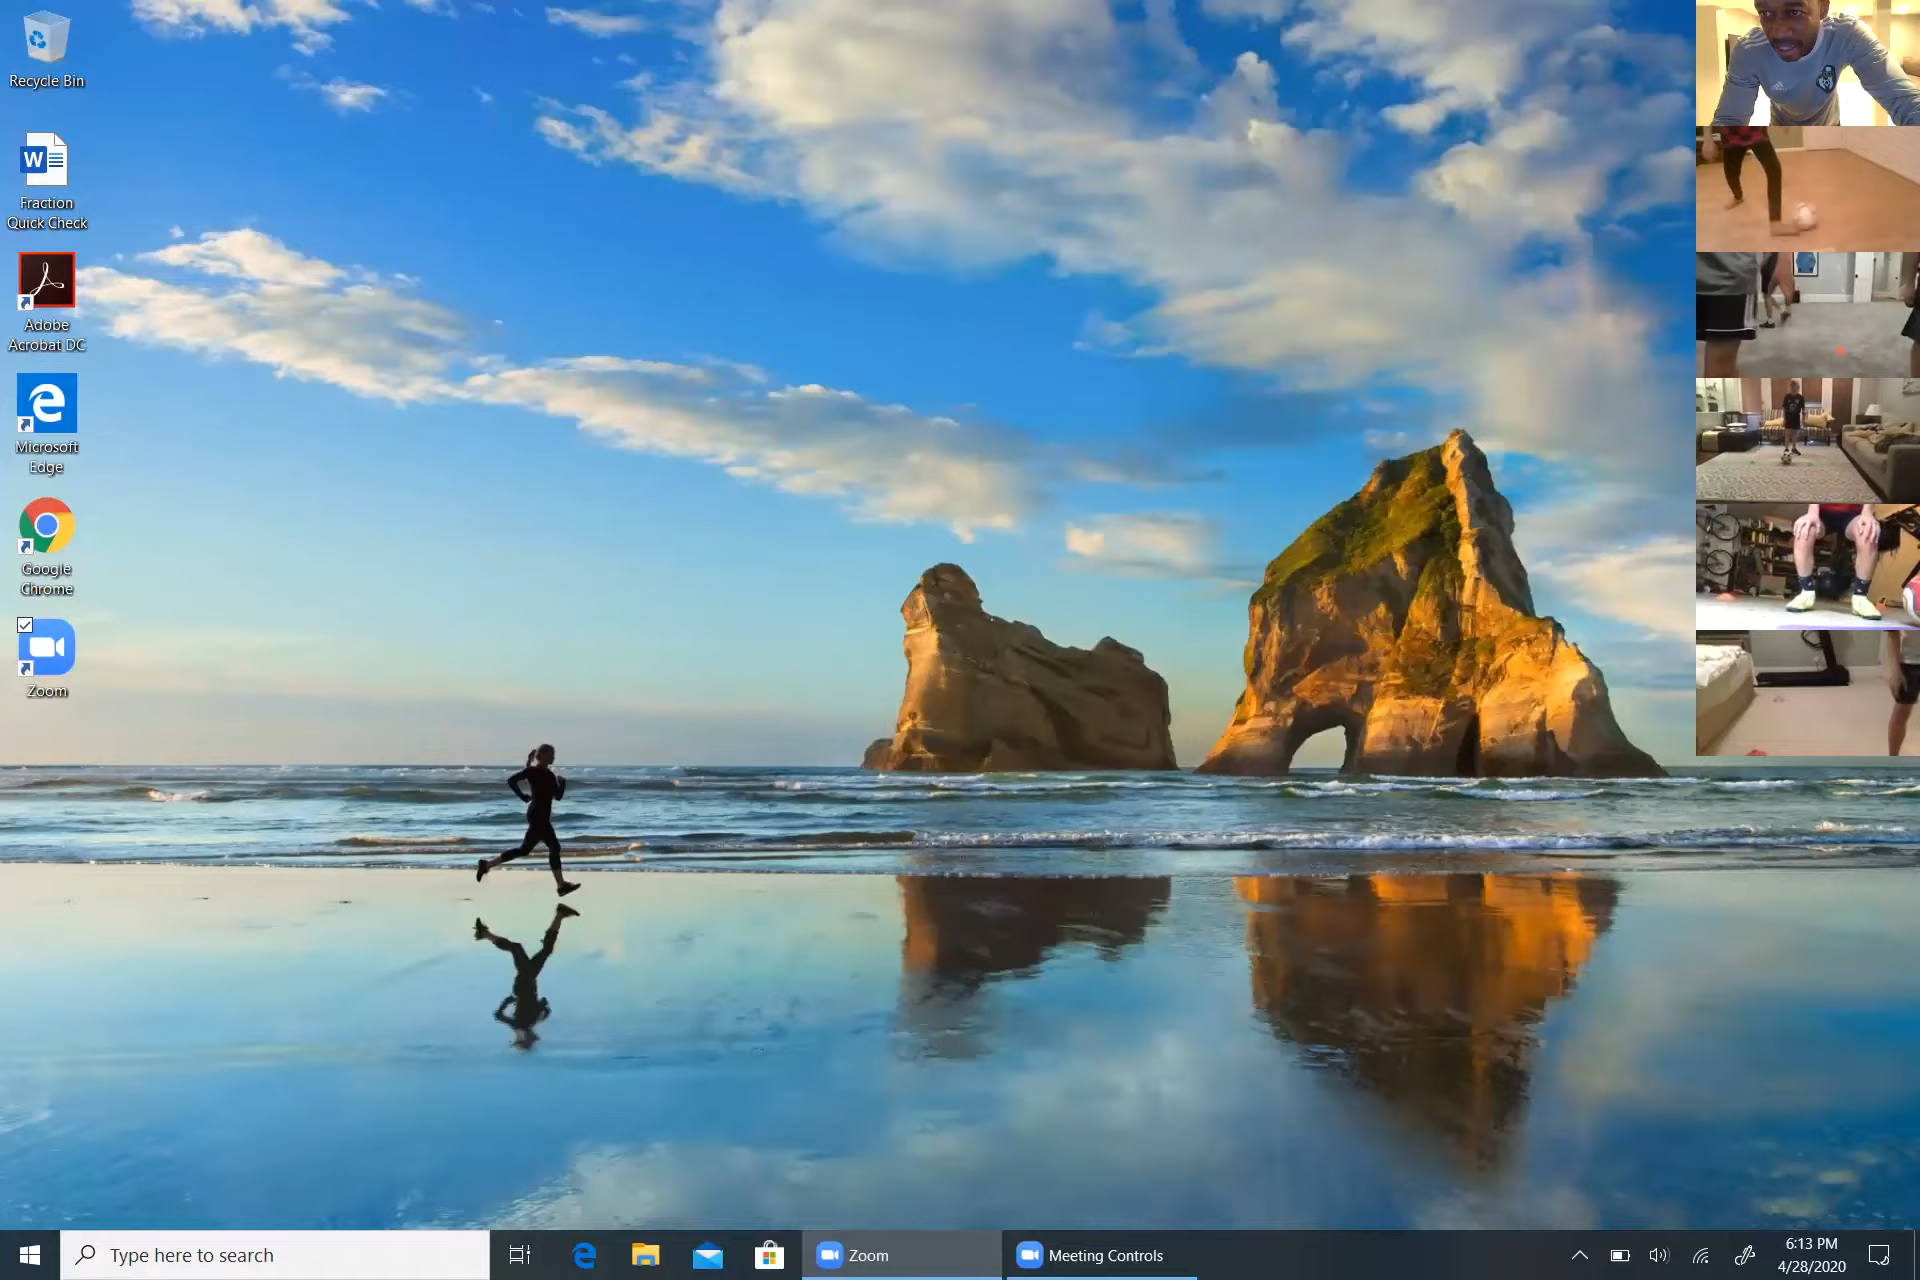 Recycle Bin
W
Fraction
Quick Check
Adobe
Acrobat DC
Microsoft
Edge
Google
Chrome
Zoom
Type here to search
Zoom
Meeting Controls
6:13 PM
4/28/2020